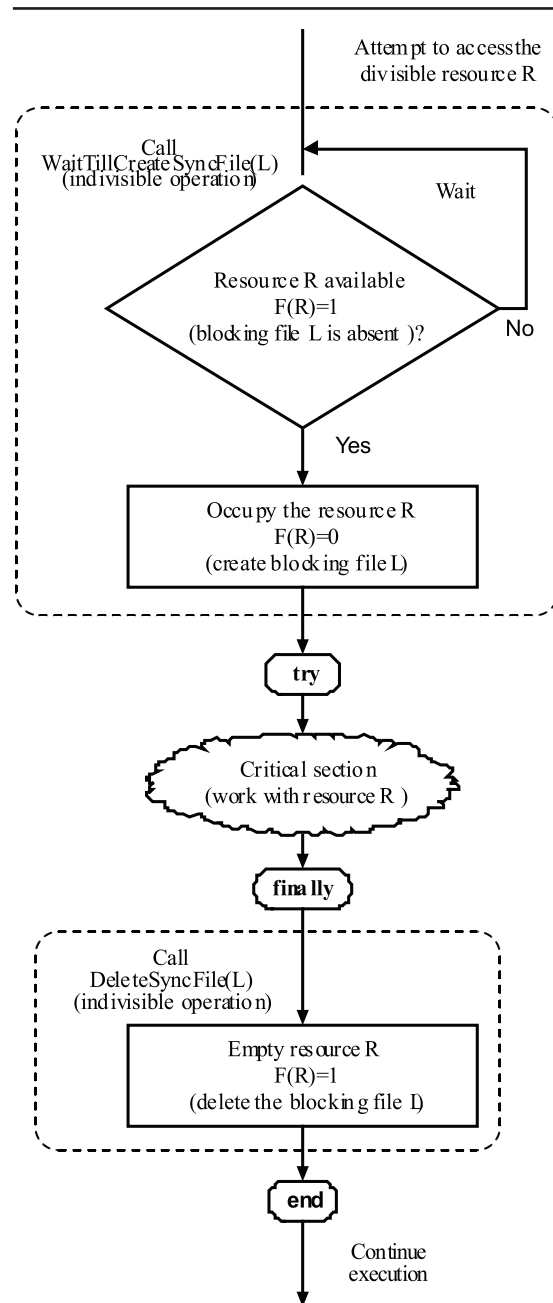 Attempt to access the
divisible resource R
Call
WaitTillCreateSyncFile(L)
(indivisible operation)
Wait
Resource R available
F(R)=1
(blocking file L is absent )?
No
Yes
Occupy the resource R
F(R)=0
(create blocking file L)
try
Critical section
(work with resource R )
finally
Call
DeleteSyncFile(L)
(indivisible operation)
Empty resource R
F(R)=1
(delete the blocking file L)
end
Continue
execution